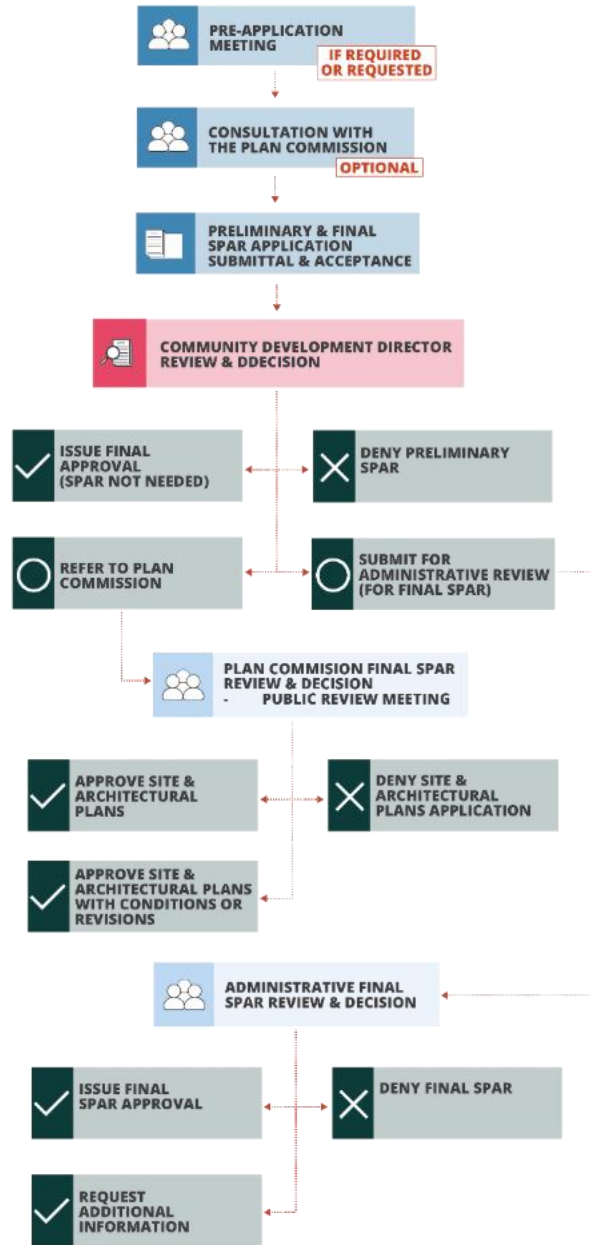 PRE-APPLICATION
MEETING
IF REQUIRED
OR REQUESTED
CONSULTATION WITH
THE PLAN COMMISSION
OPTIONAL
PRELIMINARY & FINAL
SPAR APPLICATION
SUBMITTAL & ACCEPTANCE
COMMUNITY DEVELOPMENT DIRECTOR
REVIEW & DDECISION
ISSUE FINAL
APPROVAL
(SPAR NOT NEEDED)
DENY PRELIMINARY
SPAR
REFER TO PLAN
COMMISSION
SUBMIT FOR
ADMINISTRATIVE REVIEW
(FOR FINAL SPAR)
PLAN COMMISION FINAL SPAR
REVIEW & DECISION
- PUBLIC REVIEW MEETING
APPROVE SITE &
ARCHITECTURAL
PLANS
DENY SITE &
ARCHITECTURAL
PLANS APPLICATION
APPROVE SITE &
ARCHITECTURAL PLANS
WITH CONDITIONS OR
REVISIONS
ADMINISTRATIVE FINAL
SPAR REVIEW & DECISION
ISSUE FINAL
SPAR APPROVAL
DENY FINAL SPAR
REQUEST
ADDITIONAL
INFORMATION